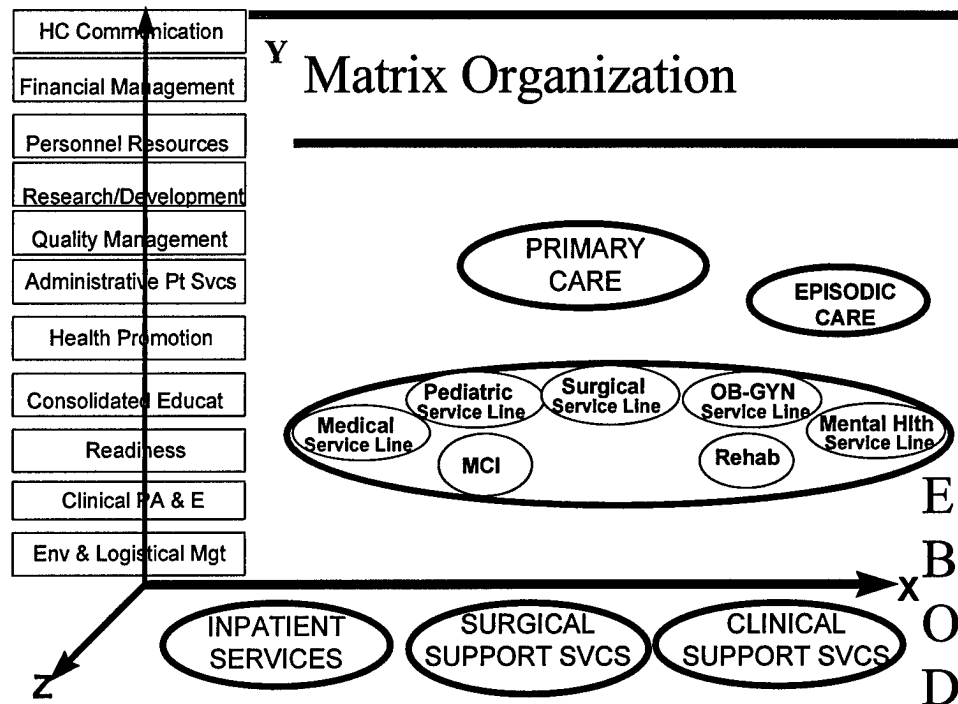 HC Communication
Financial Management
Personnel Resources
Research/Development
Quality Management
Administrative Pt Svcs
Health Promotion
Consolidated Educat
Readiness
Clinical PA & E
Env & Logistical Mgt
Y
Matrix Organization
PRIMARY
CARE
EPISODIC
CARE
Medical
Service Line
Pediatric
Service Line
Surgical
Service Line
OB-GYN
Service Line
Mental Hlth
Service Line
MCI
Rehab
E
B
O
D
X
Z
INPATIENT
SERVICES
SURGICAL
SUPPORT SVCS
CLINICAL
SUPPORT SVCS